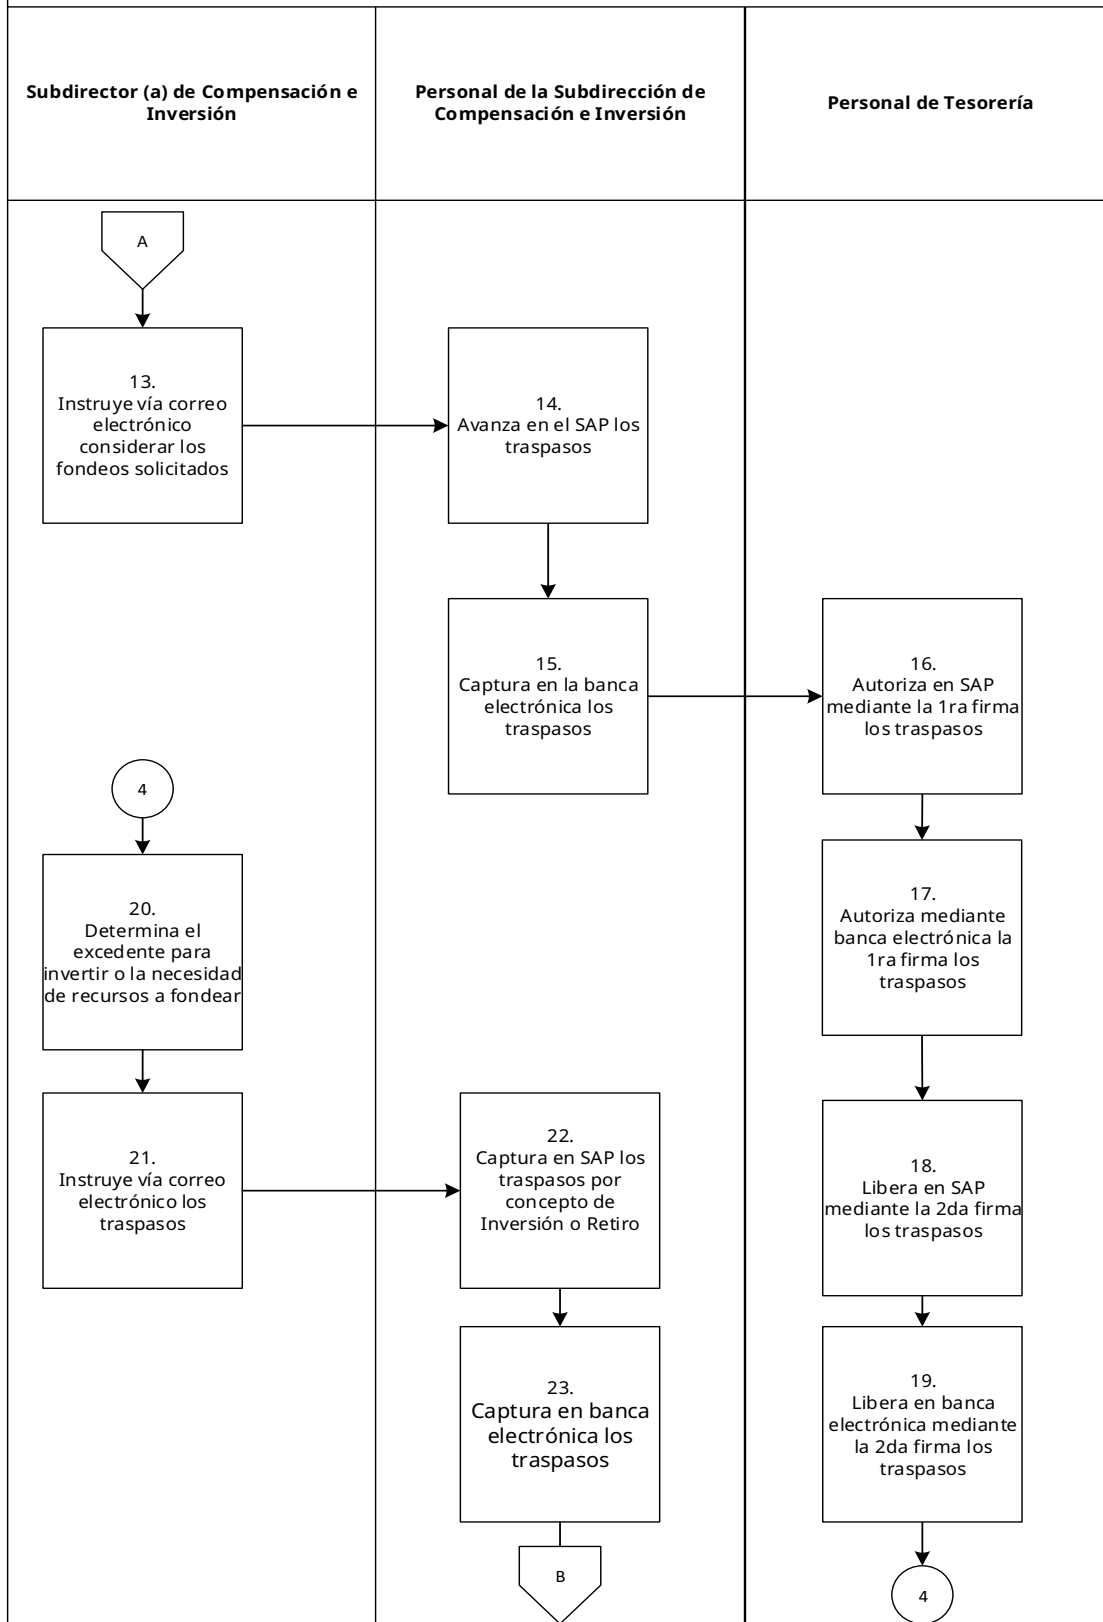 Subdirector (a) de Compensación e
Inversión
Personal de la Subdirección de
Compensación e Inversión
Personal de Tesorería
A
13.
Instruye vía correo
electrónico
considerar los
fondeos solicitados
14.
Avanza en el SAP los
traspasos
15.
Captura en la banca
electrónica los
traspasos
16.
Autoriza en SAP
mediante la 1ra firma
los traspasos
17.
Autoriza mediante
banca electrónica la
1ra firma los
traspasos
18.
Libera en SAP
mediante la 2da firma
los traspasos
19.
Libera en banca
electrónica mediante
la 2da firma los
traspasos
4
4
20.
Determina el
excedente para
invertir o la necesidad
de recursos a fondear
21.
Instruye vía correo
electrónico los
traspasos
22.
Captura en SAP los
traspasos por
concepto de
Inversión o Retiro
23.
Captura en banca
electrónica los
traspasos
B